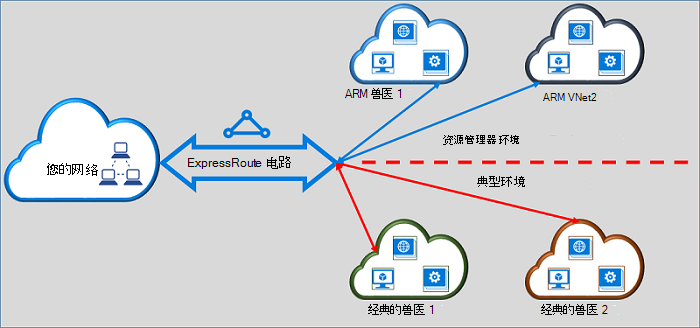 ARM 兽医 1
ARM VNet2
您的网络
ExpressRoute 电路
资源管理器环境
典型环境
经典的兽医 1
经典的兽医 2